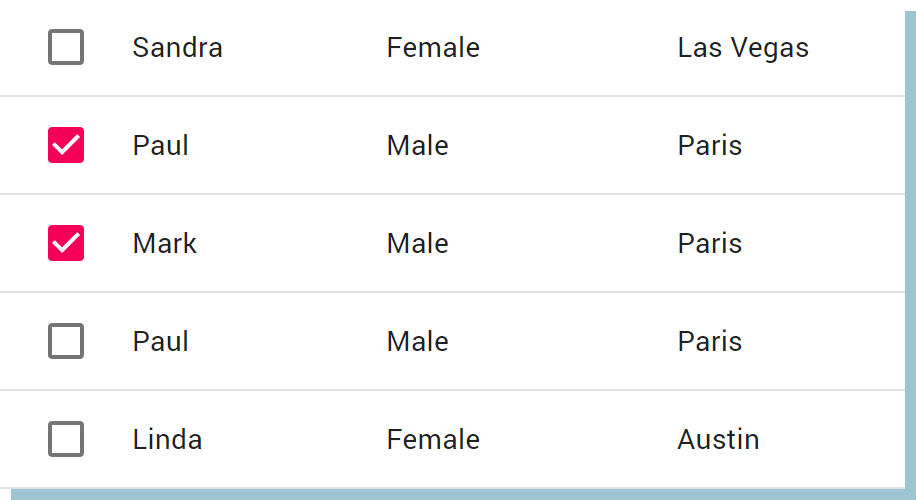 Sandra Female Las Vegas
Paul Male Paris
Mark Male Paris
Paul Male Paris
Linda Female Austin